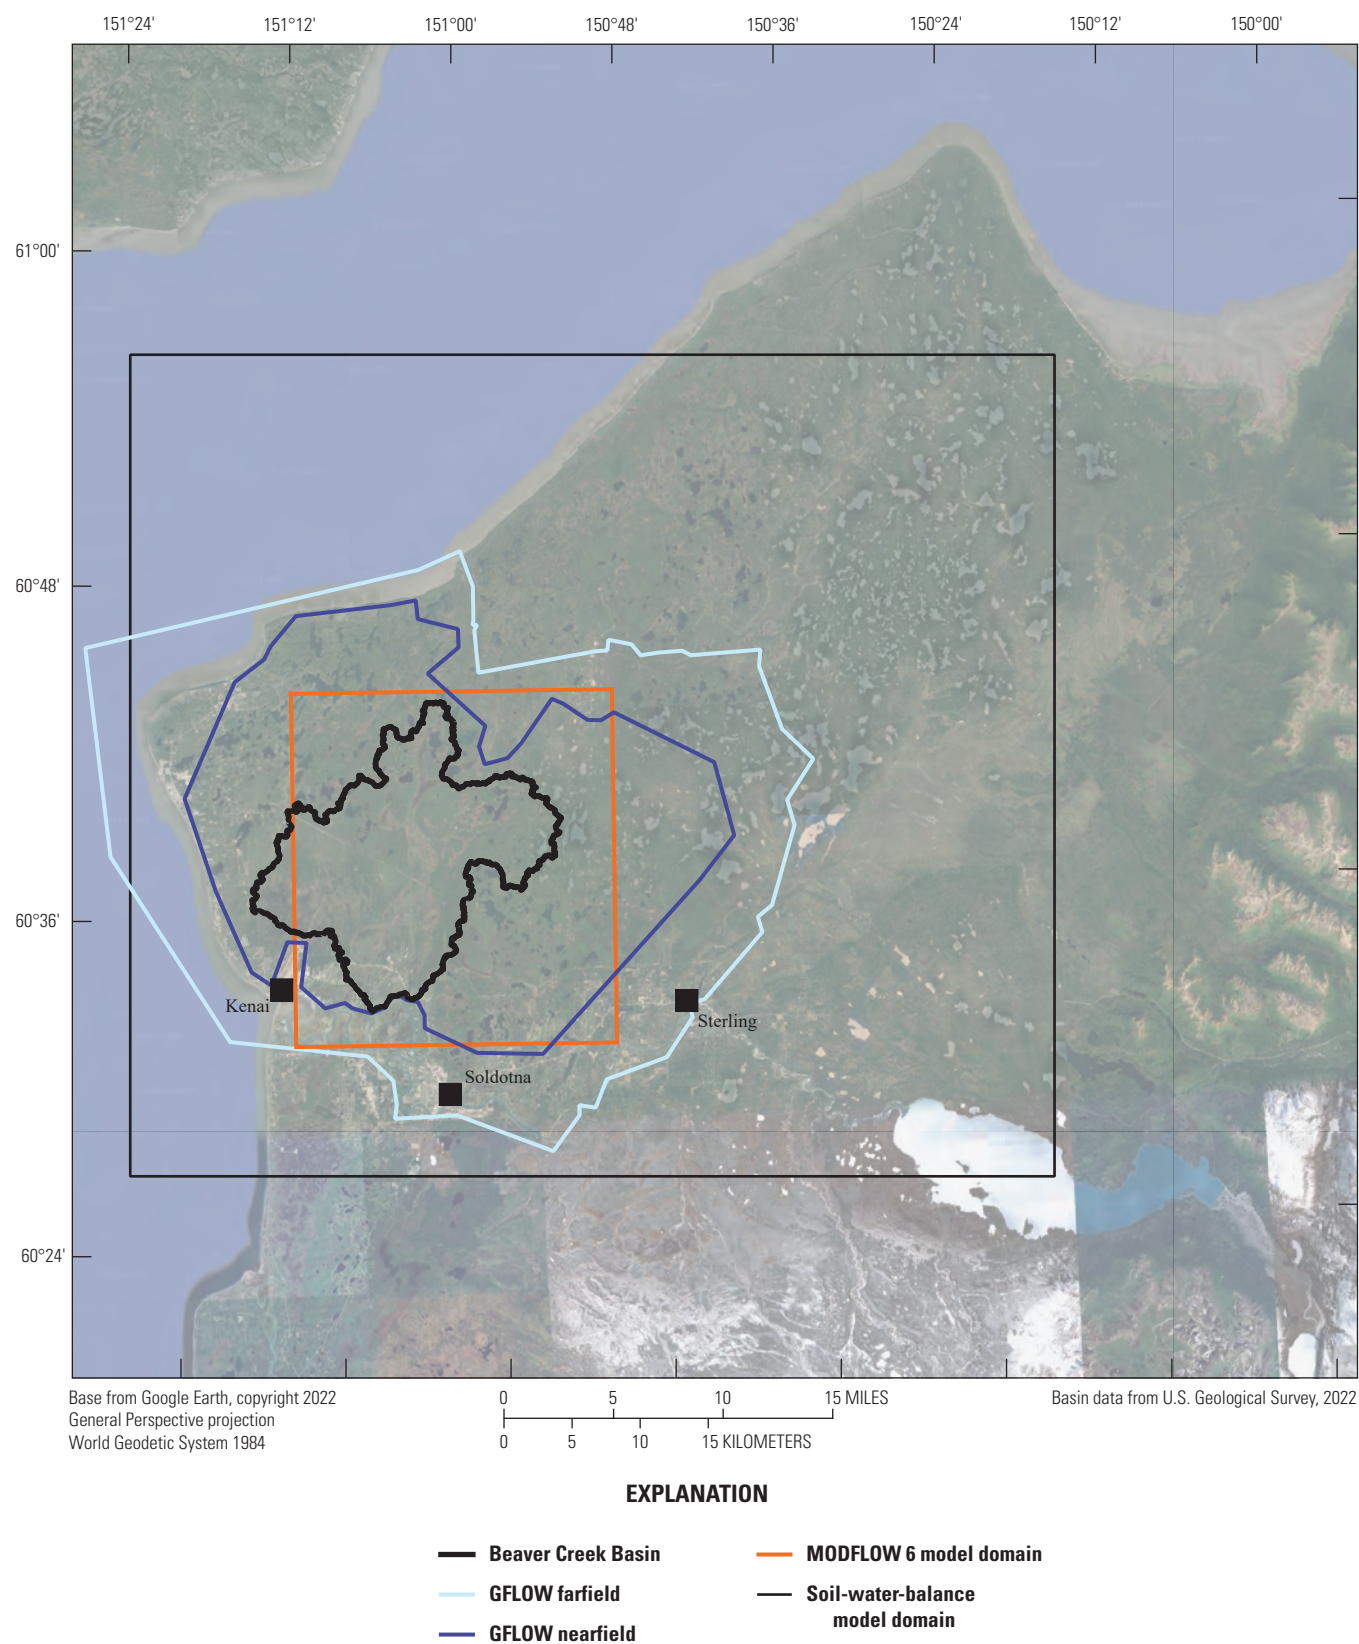 151°24' 151°12' 151°00' 150°48' 150°36' 150°24' 150°12' 150°00'
61°00'
60°48'
60°36'
60°24'
Kenai
Sterling
Soldotna
Base from Google Earth, copyright 2022
General Perspective projection
World Geodetic System 1984
0 5 10 15 MILES
0 5 10 15 KILOMETERS
Basin data from U.S. Geological Survey, 2022
EXPLANATION
Beaver Creek Basin
GFLOW farfield
GFLOW nearfield
MODFLOW 6 model domain
Soil-water-balance
model domain